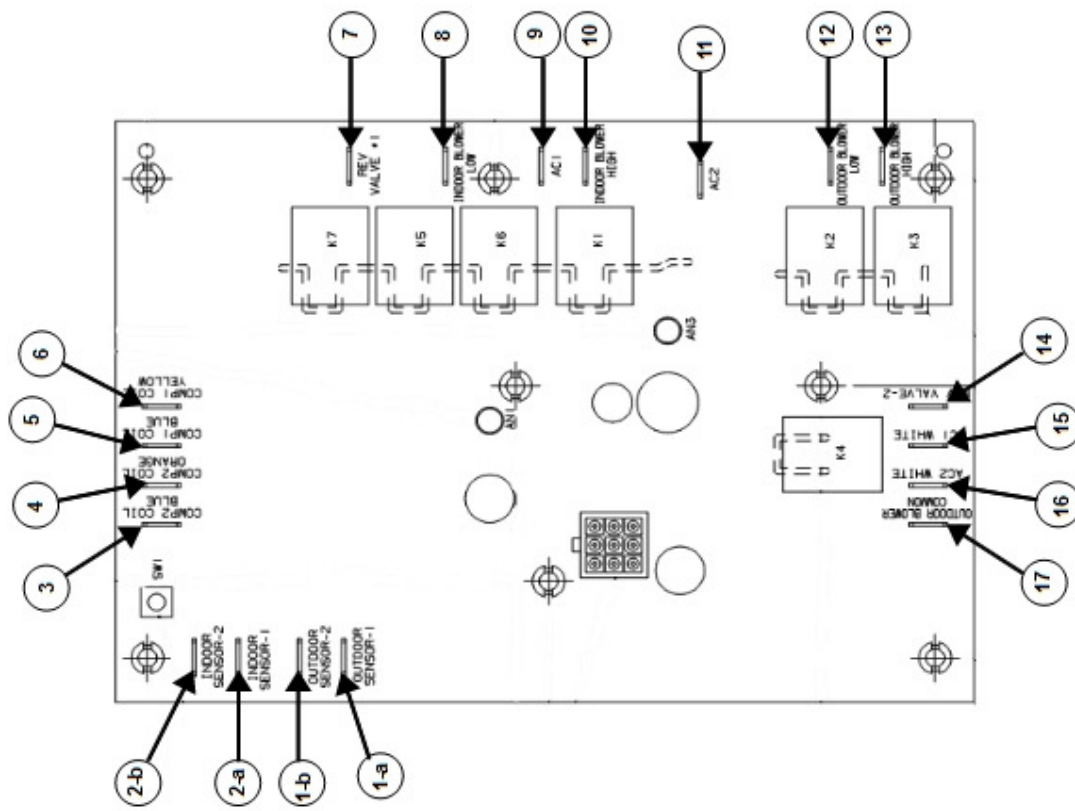 7
8
9
10
11
12
13
REV
VALVE #1
INDOOR BLOWER
LOW
AC1
INDOOR BLOWER
HIGH
AC2
OUTDOOR BLOWER
LOW
OUTDOOR BLOWER
HIGH
K7
K5
K6
K1
K2
K3
AN3
AN1
K4
6
5
4
3
COMP1 COIL
YELLOW
COMP1 COIL
BLUE
COMP2 COIL
ORANGE
COMP2 COIL
BLUE
SW1
14
15
16
17
VALVE-2
AC1 WHITE
AC2 WHITE
OUTDOOR BLOWER
COMMON
INDOOR
SENSOR-2
INDOOR
SENSOR-1
OUTDOOR
SENSOR-2
OUTDOOR
SENSOR-1
2-b
2-a
1-b
1-a